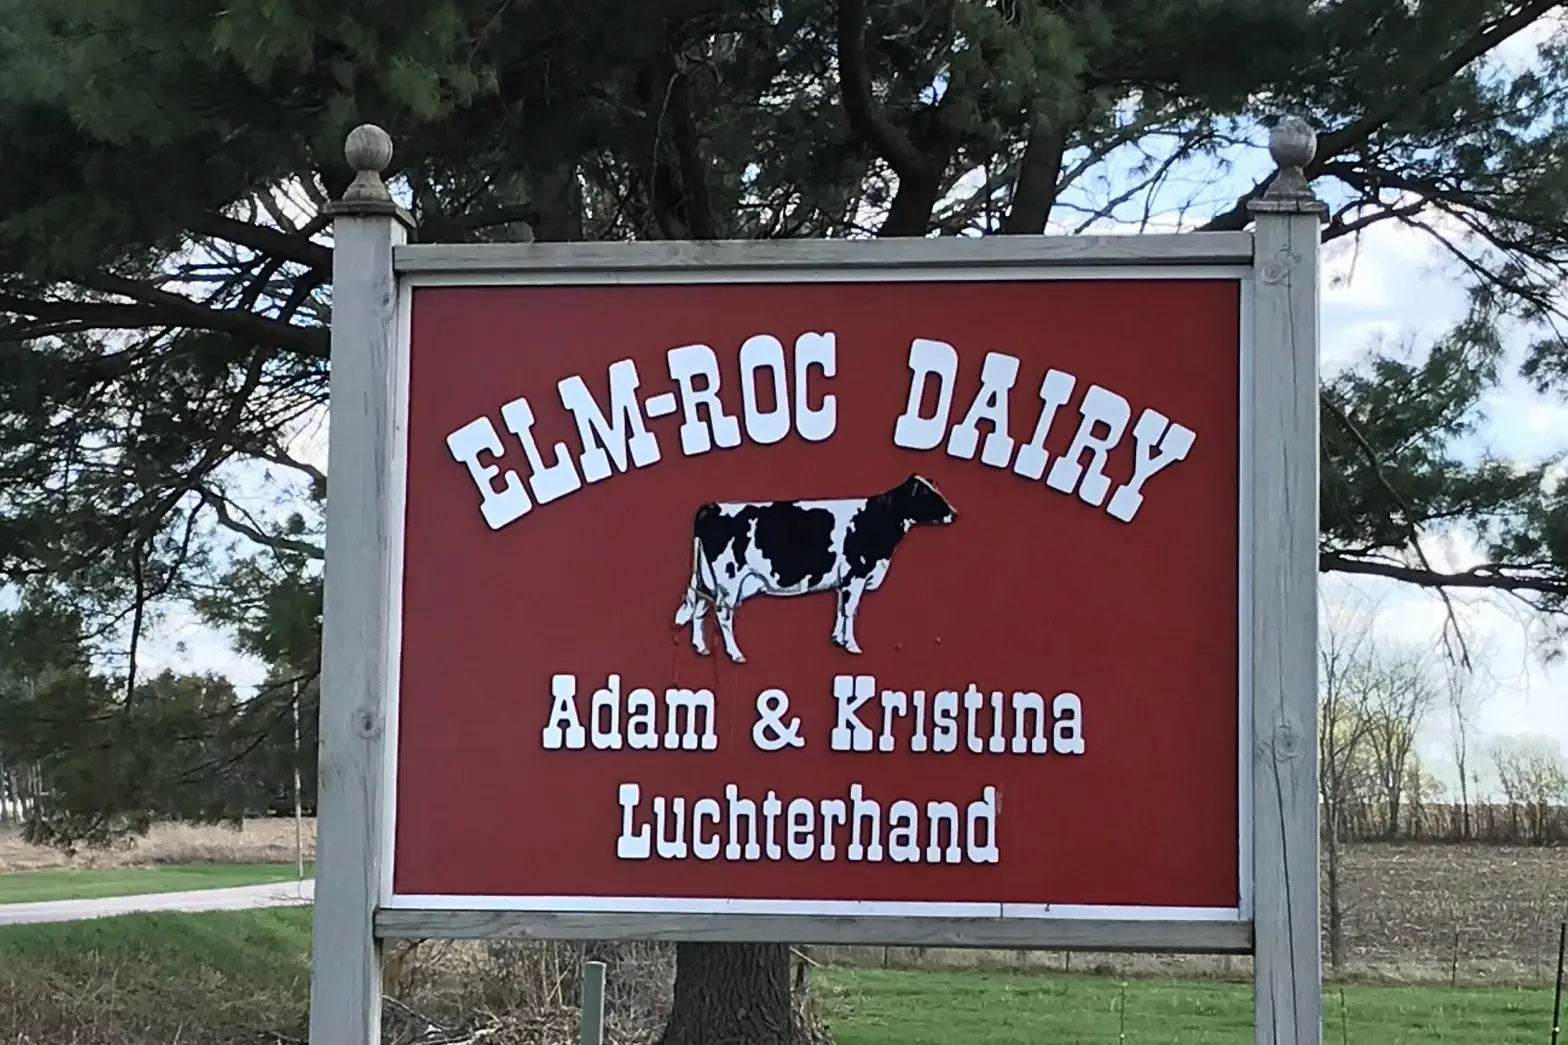 ELM-ROC DAIRY
Adam & Kristina
Luchterhand